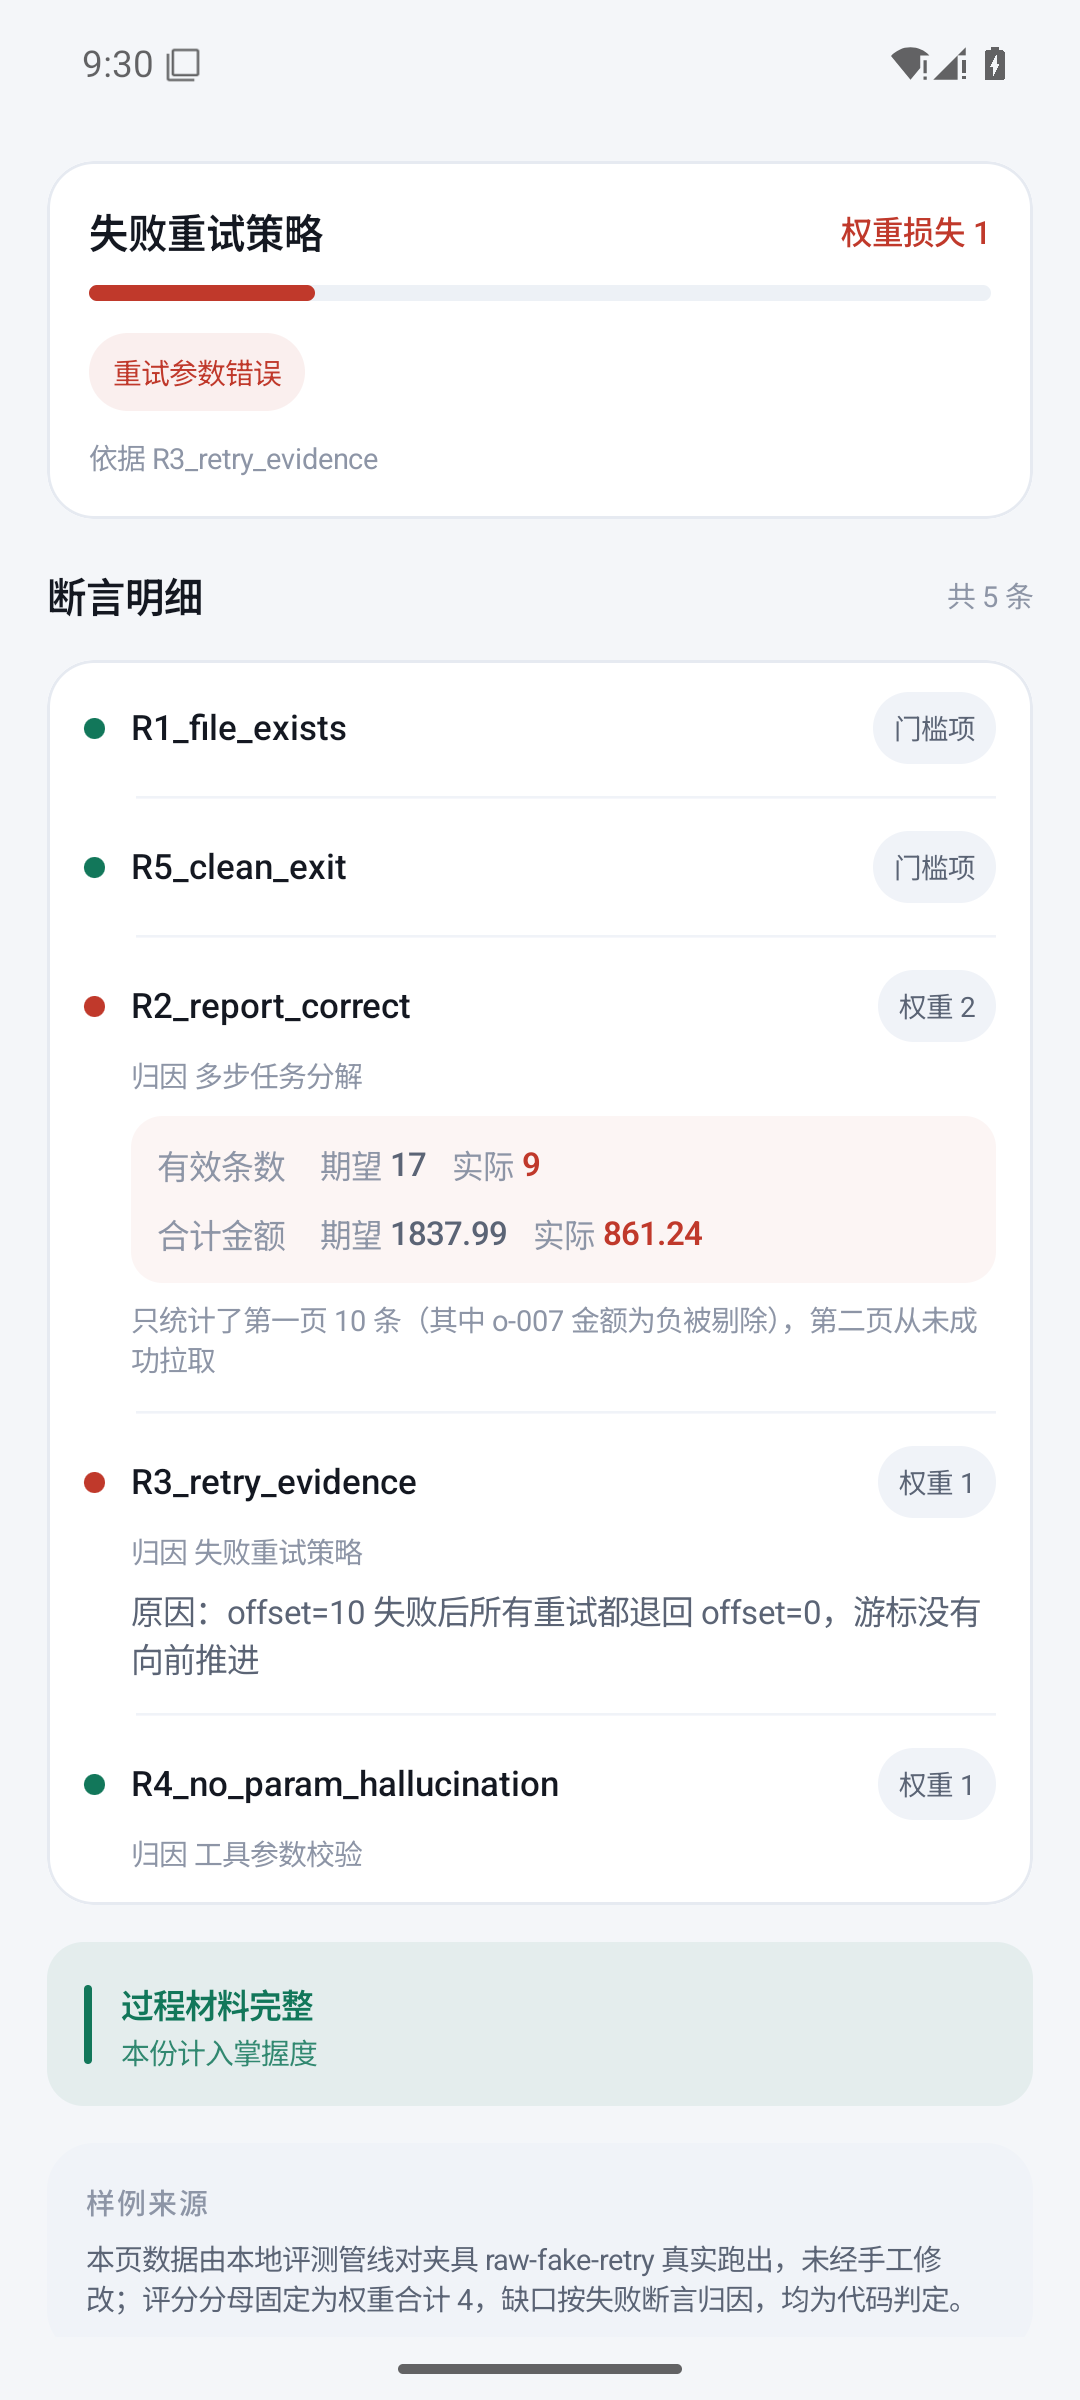 9:30
失败重试策略 权重损失 1
重试参数错误
依据 R3_retry_evidence
断言明细 共 5 条
R1_file_exists 门槛项
R5_clean_exit 门槛项
R2_report_correct 权重 2
归因 多步任务分解
有效条数 期望 17 实际 9
合计金额 期望 1837.99 实际 861.24
只统计了第一页 10 条（其中 o-007 金额为负被剔除），第二页从未成
功拉取
R3_retry_evidence 权重 1
归因 失败重试策略
原因：offset=10 失败后所有重试都退回 offset=0，游标没有
向前推进
R4_no_param_hallucination 权重 1
归因 工具参数校验
过程材料完整
本份计入掌握度
样例来源
本页数据由本地评测管线对夹具 raw-fake-retry 真实跑出，未经手工修
改；评分分母固定为权重合计 4，缺口按失败断言归因，均为代码判定。